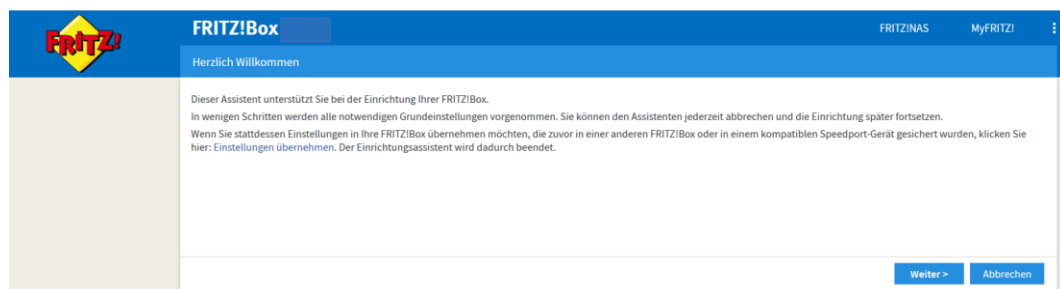 FRITZ!
FRITZ!Box
FRITZ!NAS
MyFRITZ!
Herzlich Willkommen
Dieser Assistent unterstützt Sie bei der Einrichtung Ihrer FRITZ!Box.
In wenigen Schritten werden alle notwendigen Grundeinstellungen vorgenommen. Sie können den Assistenten jederzeit abbrechen und die Einrichtung später fortsetzen.
Wenn Sie stattdessen Einstellungen in Ihre FRITZ!Box übernehmen möchten, die zuvor in einer anderen FRITZ!Box oder in einem kompatiblen Speedport-Gerät gesichert wurden, klicken Sie
hier: Einstellungen übernehmen. Der Einrichtungsassistent wird dadurch beendet.
Weiter >
Abbrechen